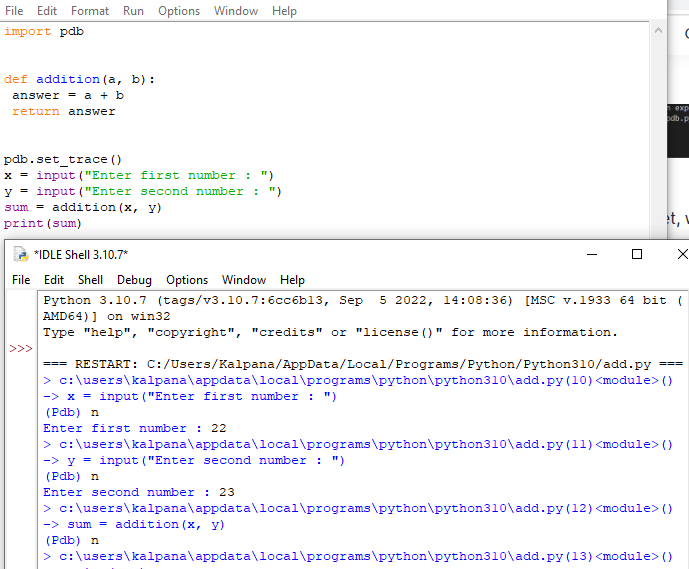 File Edit Format Run Options Window Help
import pdb
def addition(a, b):
answer = a + b
return answer
pdb.set_trace()
x = input("Enter first number : ")
y = input("Enter second number : ")
sum = addition(x, y)
print(sum)
*IDLE Shell 3.10.7*
File Edit Shell Debug Options Window Help
Python 3.10.7 (tags/v3.10.7:6cc6b13, Sep 5 2022, 14:08:36) [MSC v.1933 64 bit (
AMD64)] on win32
Type "help", "copyright", "credits" or "license()" for more information.
>>>
=== RESTART: C:/Users/Kalpana/AppData/Local/Programs/Python/Python310/add.py ===
> c:\users\kalpana\appdata\local\programs\python\python310\add.py(10)<module>()
-> x = input("Enter first number : ")
(Pdb) n
Enter first number : 22
> c:\users\kalpana\appdata\local\programs\python\python310\add.py(11)<module>()
-> y = input("Enter second number : ")
(Pdb) n
Enter second number : 23
> c:\users\kalpana\appdata\local\programs\python\python310\add.py(12)<module>()
-> sum = addition(x, y)
(Pdb) n
> c:\users\kalpana\appdata\local\programs\python\python310\add.py(13)<module>()